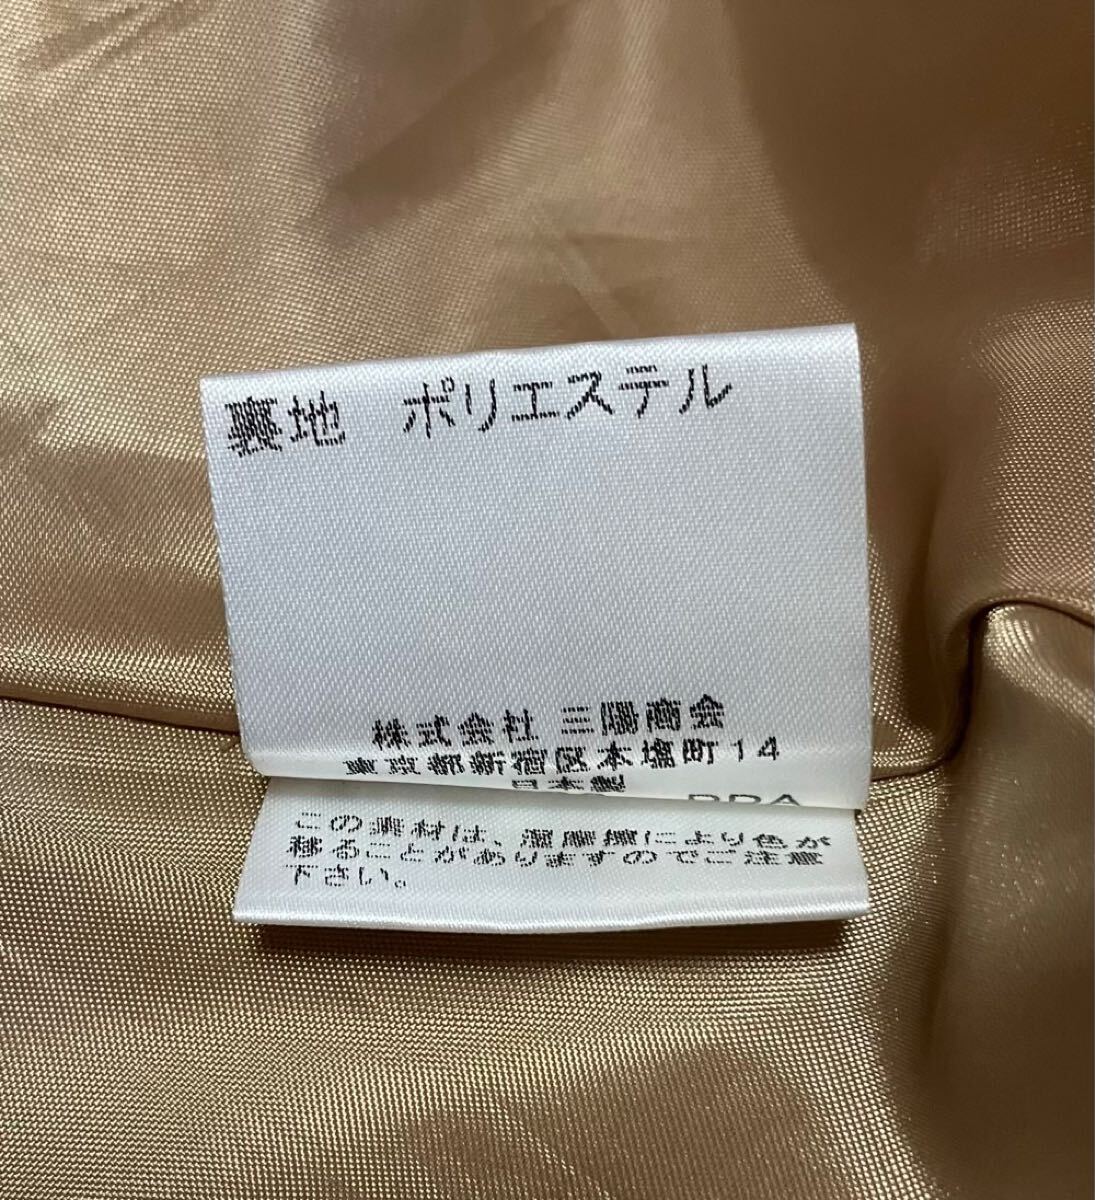 裏地 ポリエステル
株式会社 三陽商会
東京都新宿区本塩町14
日本製
この素材は、湿摩擦により色が
移ることがありますのでご注意
下さい。